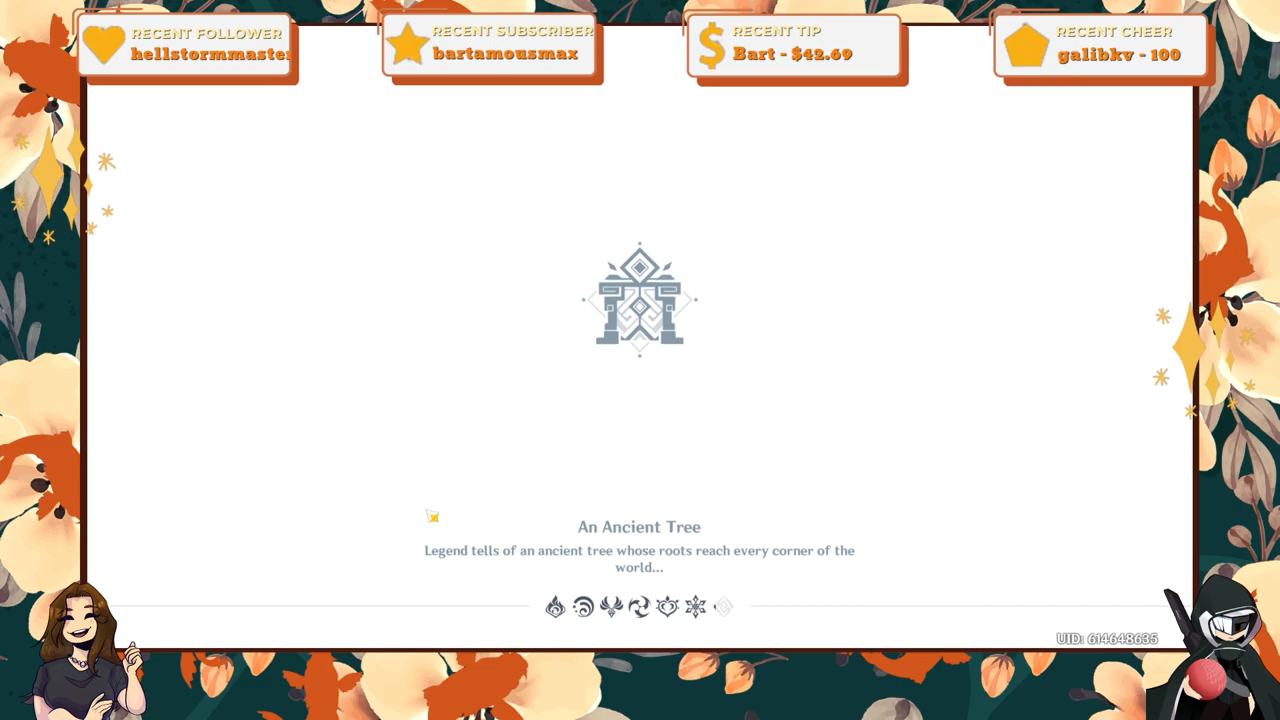 RECENT FOLLOWER
hellstormmaster
RECENT SUBSCRIBER
bartamousmax
RECENT TIP
Bart - $42.69
RECENT CHEER
galibkv - 100
An Ancient Tree
Legend tells of an ancient tree whose roots reach every corner of the
world...
UID: 614648635